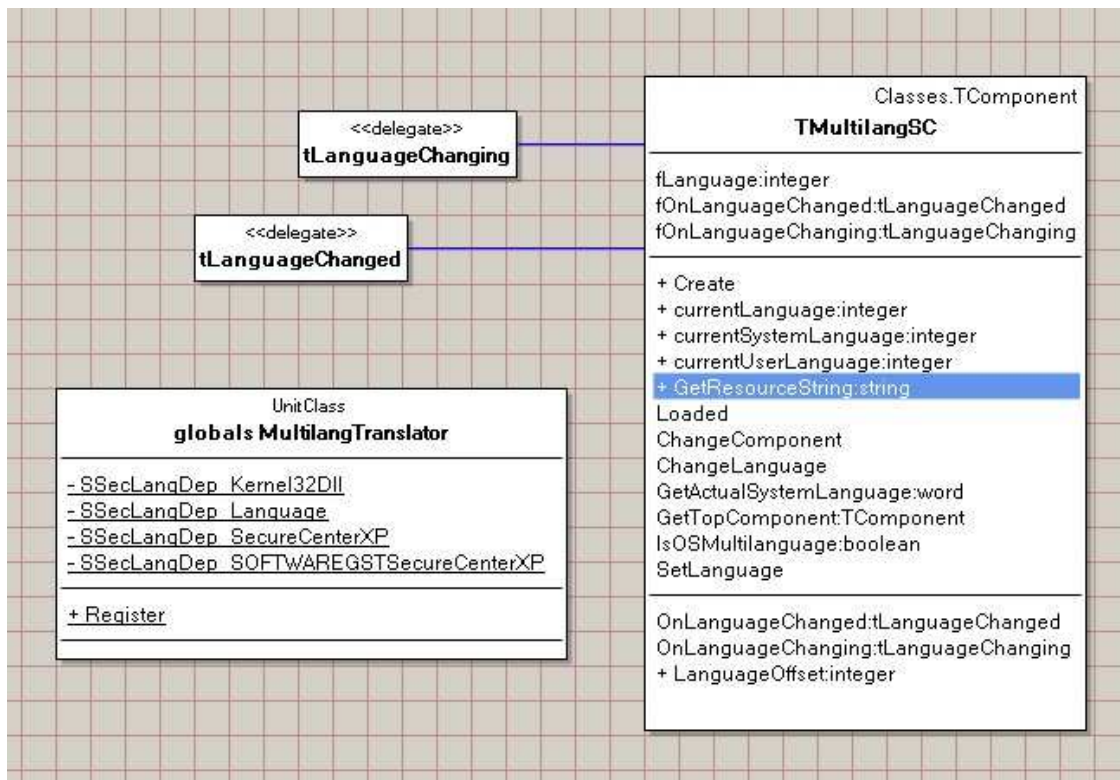 <<delegate>>
tLanguageChanging
<<delegate>>
tLanguageChanged
UnitClass
globals MultilangTranslator
- SSecLangDep_Kernel32Dll
- SSecLangDep_Language
- SSecLangDep_SecureCenterXP
- SSecLangDep_SOFTWAREGSTSecureCenterXP
+ Register
Classes.TComponent
TMultilangSC
fLanguage:integer
fOnLanguageChanged:tLanguageChanged
fOnLanguageChanging:tLanguageChanging
+ Create
+ currentLanguage:integer
+ currentSystemLanguage:integer
+ currentUserLanguage:integer
+ GetResourceString:string
Loaded
ChangeComponent
ChangeLanguage
GetActualSystemLanguage:word
GetTopComponent:TComponent
IsOSMultilanguage:boolean
SetLanguage
OnLanguageChanged:tLanguageChanged
OnLanguageChanging:tLanguageChanging
+ LanguageOffset:integer